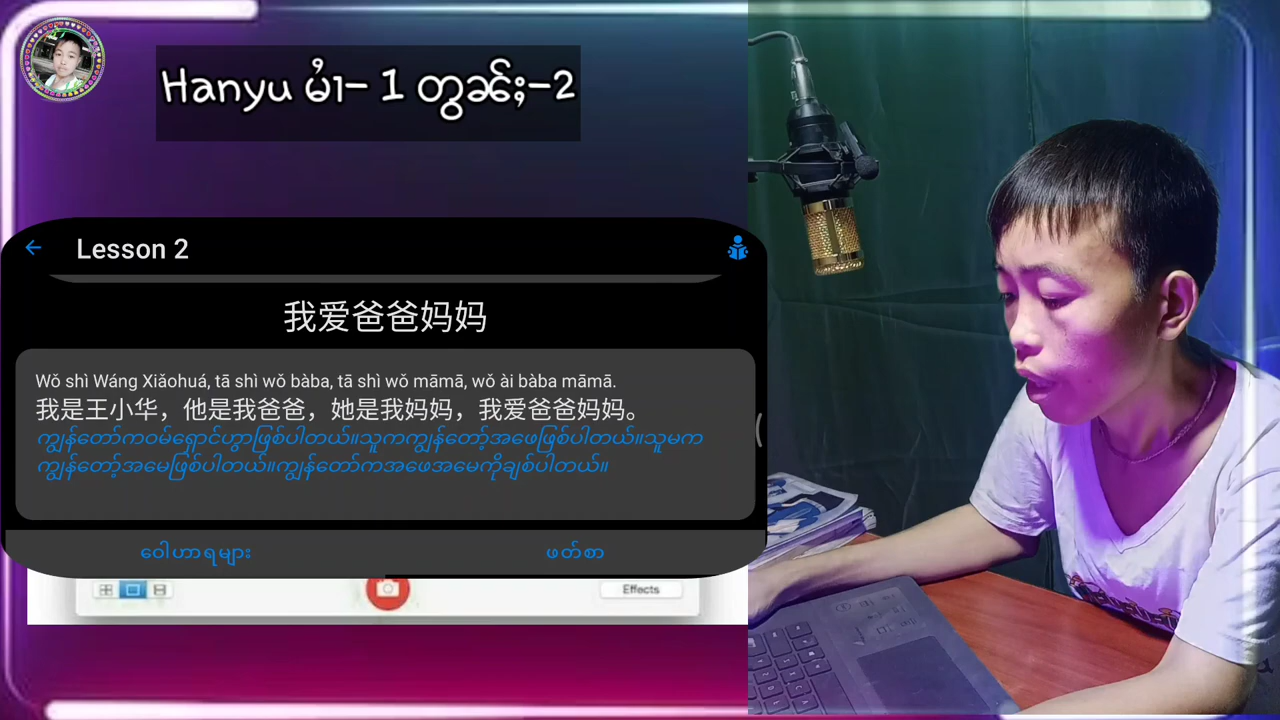 Hanyu မႆၢ- 1 တွၼ်ႈ-2
Lesson 2
我爱爸爸妈妈
Wǒ shì Wáng Xiǎohuá, tā shì wǒ bàba, tā shì wǒ māmā, wǒ ài bàba māmā.
我是王小华，他是我爸爸，她是我妈妈，我爱爸爸妈妈。
ကျွန်တော်ကဝမ်ရှောင်ဟွာဖြစ်ပါတယ်။သူကကျွန်တော့်အဖေဖြစ်ပါတယ်။သူမက
ကျွန်တော့်အမေဖြစ်ပါတယ်။ကျွန်တော်ကအဖေအမေကိုချစ်ပါတယ်။
ဝေါဟာရများ ဖတ်စာ
Effects